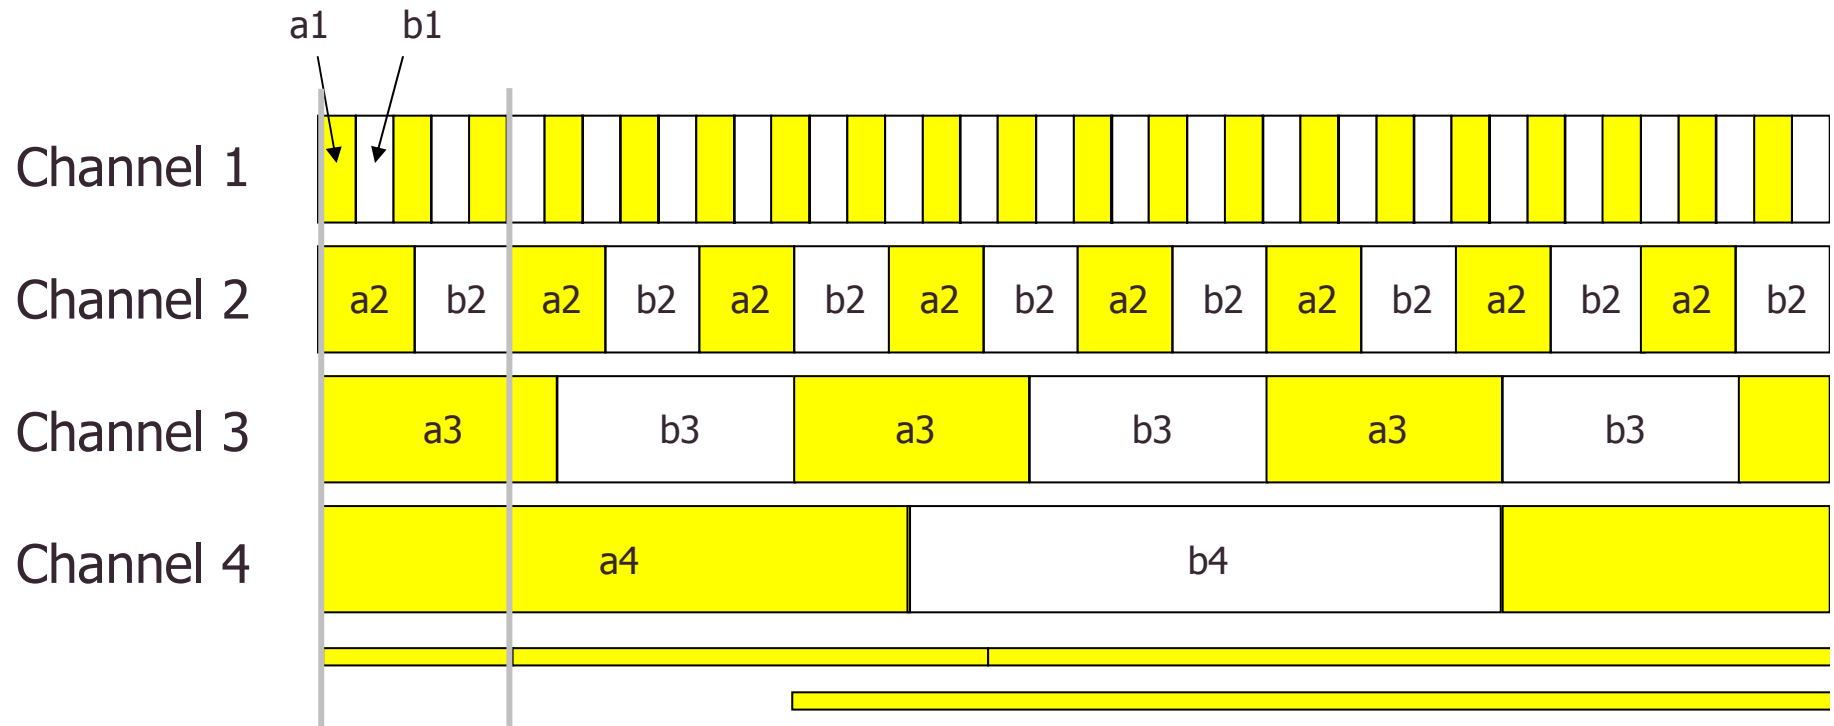 a1 b1
Channel 1
Channel 2 a2 b2 a2 b2 a2 b2 a2 b2 a2 b2 a2 b2 a2 b2 a2 b2
Channel 3 a3 b3 a3 b3 a3 b3
Channel 4 a4 b4